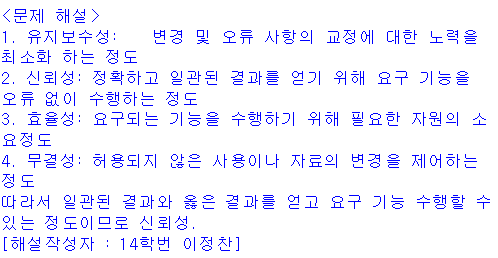 <문제 해설>
1. 유지보수성:   변경 및 오류 사항의 교정에 대한 노력을
최소화 하는 정도
2. 신뢰성: 정확하고 일관된 결과를 얻기 위해 요구 기능을
오류 없이 수행하는 정도
3. 효율성: 요구되는 기능을 수행하기 위해 필요한 자원의 소
요정도
4. 무결성: 허용되지 않은 사용이나 자료의 변경을 제어하는
정도
따라서 일관된 결과와 옳은 결과를 얻고 요구 기능 수행할 수
있는 정도이므로 신뢰성.
[해설작성자 : 14학번 이정찬]